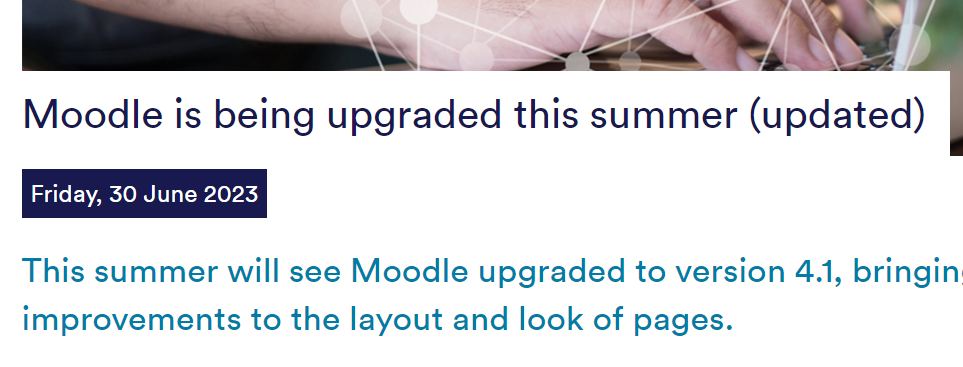 Moodle is being upgraded this summer (updated)
Friday, 30 June 2023
This summer will see Moodle upgraded to version 4.1,
improvements to the layout and look of pages.